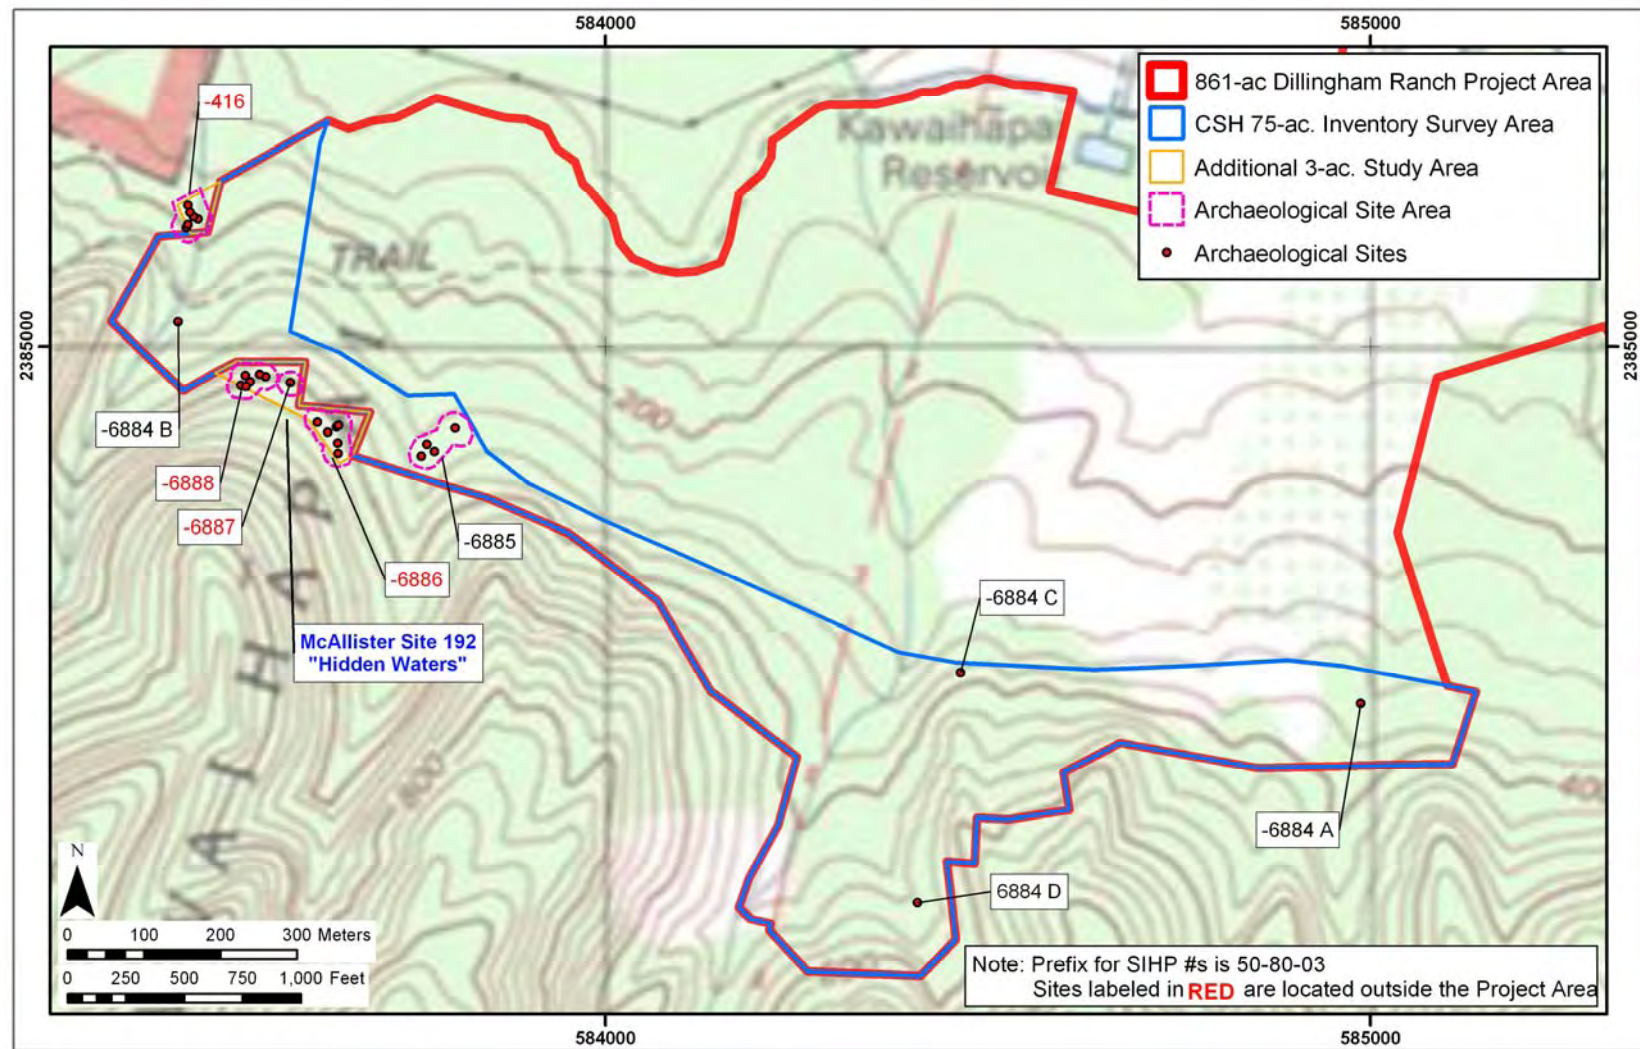 584000
585000
861-ac Dillingham Ranch Project Area
CSH 75-ac. Inventory Survey Area
Additional 3-ac. Study Area
Archaeological Site Area
Archaeological Sites
-416
Kawaihapa
Reservoi
TRAIL
2385000
2385000
200
-6884 B
-6888
-6887
-6885
-6886
-6884 C
McAllister Site 192
"Hidden Waters"
-6884 A
6884 D
N
0 100 200 300 Meters
0 250 500 750 1,000 Feet
Note: Prefix for SIHP #s is 50-80-03
Sites labeled in RED are located outside the Project Area
584000
585000